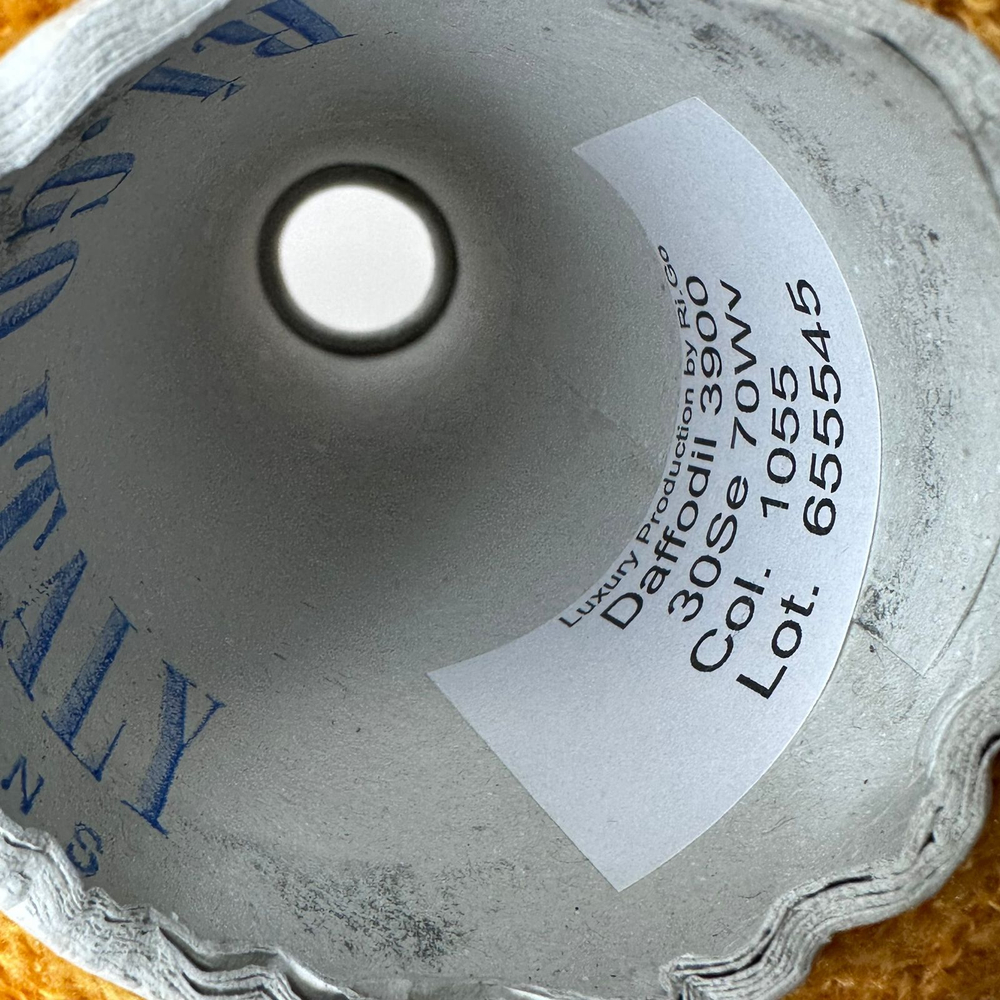 Luxury Production by Ri.Go
Daffodil 3900
30Se 70Wv
Col. 1055
Lot. 655545
ITALY